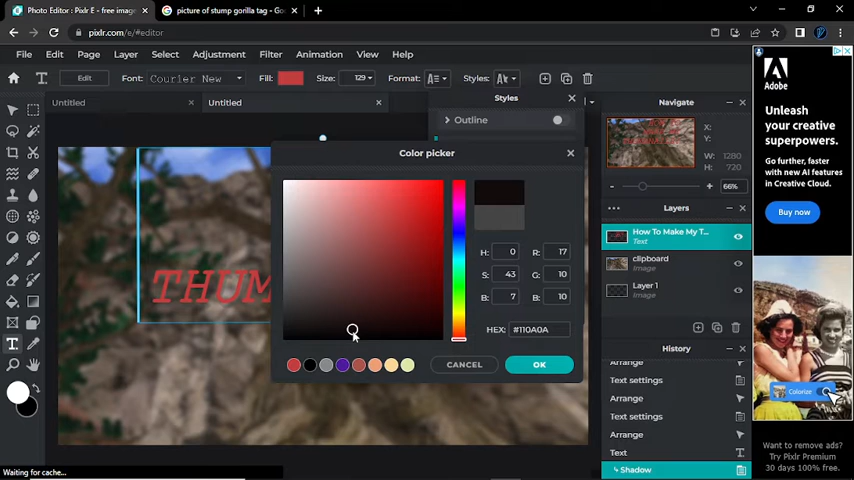 Photo Editor : Pixlr E - free image
picture of stump gorilla tag - Goo
pixlr.com/e/#editor
File Edit Page Layer Select Adjustment Filter Animation View Help
Edit Font: Courier New Fill: Size: 129 Format: Styles:
Untitled
Untitled
Styles
Outline
Color picker
H: 0 R: 17
S: 43 G: 10
B: 7 B: 10
HEX: #110A0A
CANCEL OK
THUM
Navigate
X:
Y:
W: 1280
H: 720
66%
Layers
How To Make My T...
Text
clipboard
Image
Layer 1
Image
History
Arrange
Text settings
Arrange
Text settings
Arrange
Text
Shadow
Waiting for cache...
Adobe
Unleash
your creative
superpowers.
Go further, faster
with new AI features
in Creative Cloud.
Buy now
Colorize
Want to remove ads?
Try Pixlr Premium
30 days 100% free.